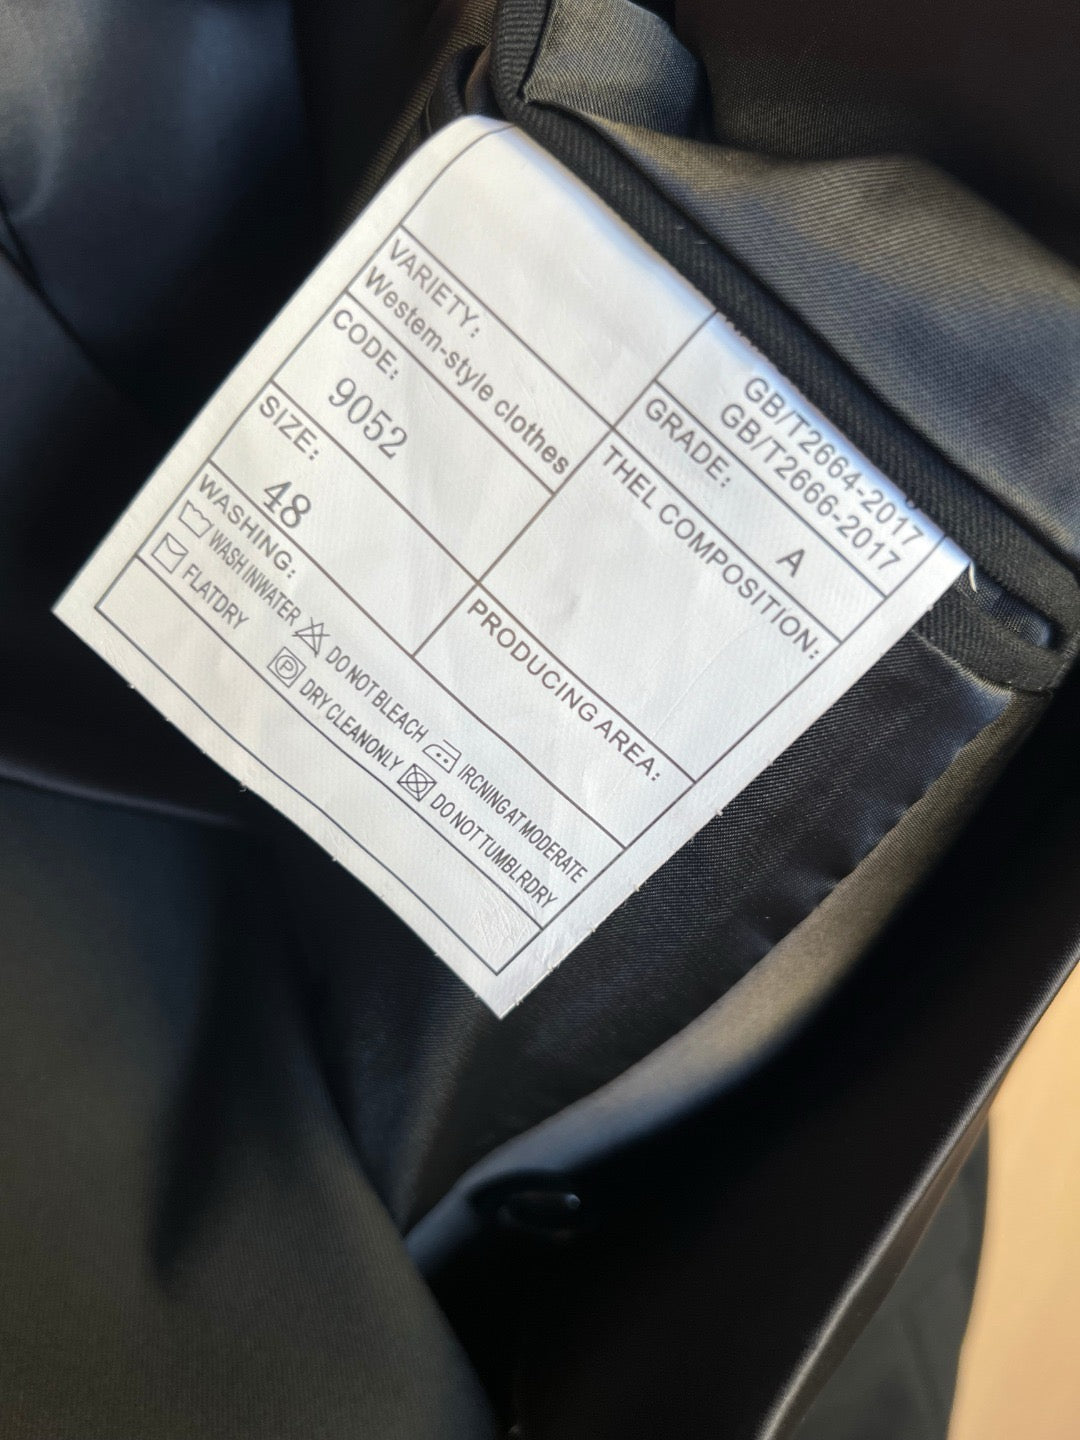 GB/T2664-2017
GB/T2666-2017
VARIETY:
Westem-style clothes
GRADE:
A
CODE:
9052
THEL COMPOSITION:
SIZE:
48
PRODUCING AREA:
WASHING:
WASH INWATER DO NOT BLEACH IRCNING AT MODERATE
FLATDRY P DRY CLEANONLY DO NOT TUMBLRDRY